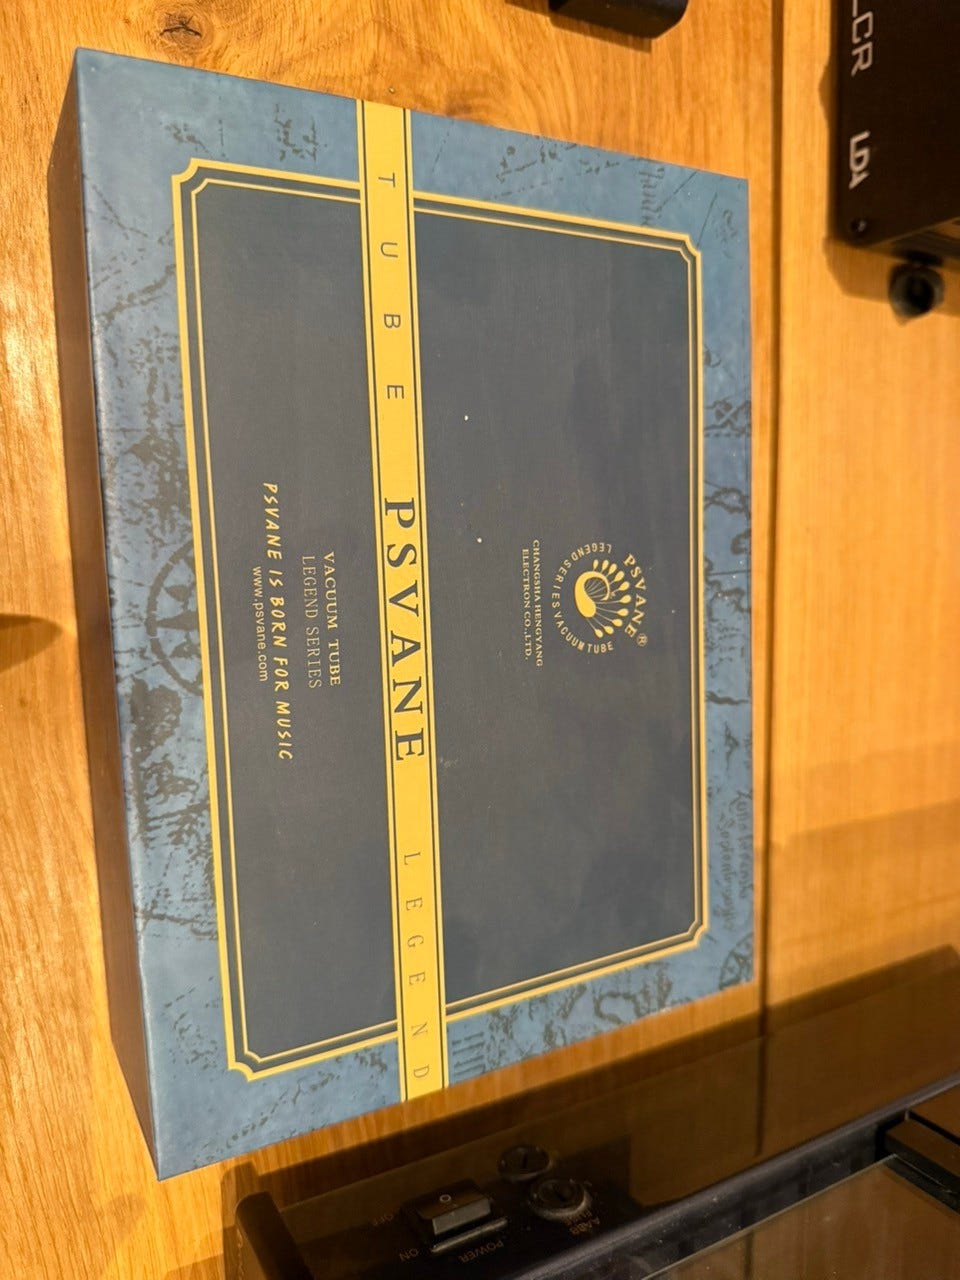 PSVANE®
LEGEND SERIES VACUUM TUBE
CHANGSHA HENGYANG
ELECTRON CO.,LTD.
TUBE PSVANE LEGEND
VACUUM TUBE
LEGEND SERIES
PSVANE IS BORN FOR MUSIC
www.psvane.com
LCR
LDA
ON
POWER